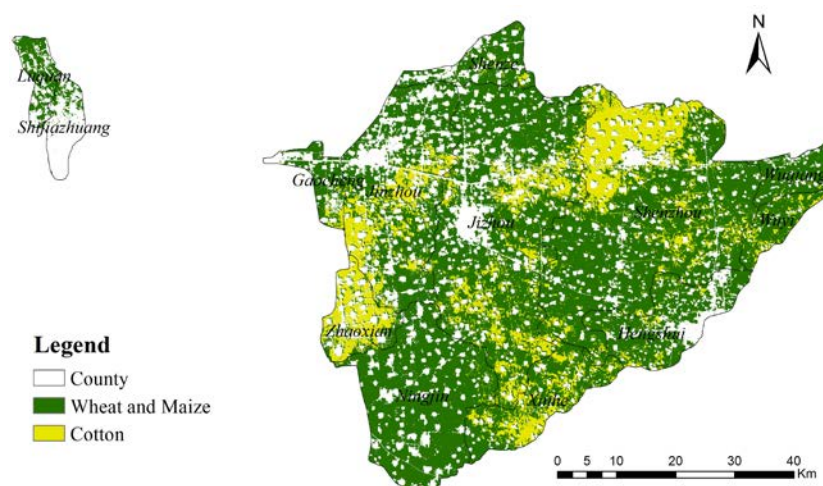 N
Shenze
Luquan
Shijiazhuang
Gaocheng
Jinzhou
Wuqiang
Shenzhou
Wuyi
Jizhou
Zhaoxian
Hengshui
Ningjin
Xinhe
Legend
County
Wheat and Maize
Cotton
0 5 10 20 30 40
Km